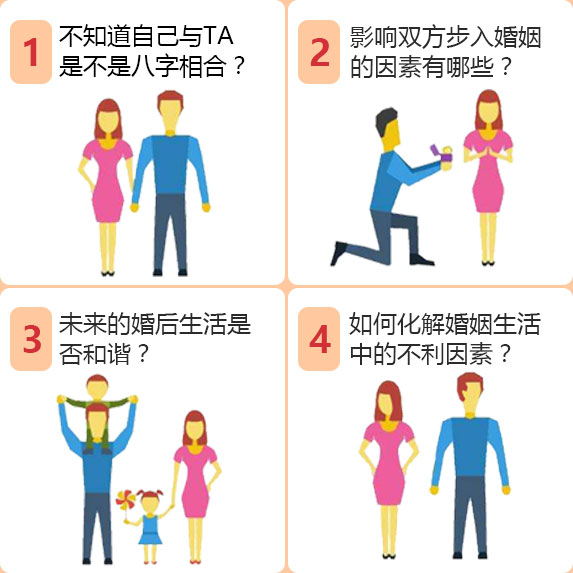 1
不知道自己与TA
是不是八字相合？
2
影响双方步入婚姻
的因素有哪些？
3
未来的婚后生活是
否和谐？
4
如何化解婚姻生活
中的不利因素？